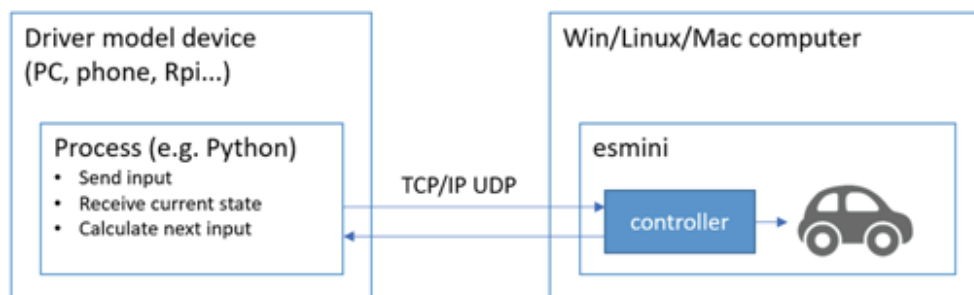 Driver model device
(PC, phone, Rpi...)
Process (e.g. Python)
• Send input
• Receive current state
• Calculate next input
TCP/IP UDP
Win/Linux/Mac computer
esmini
controller